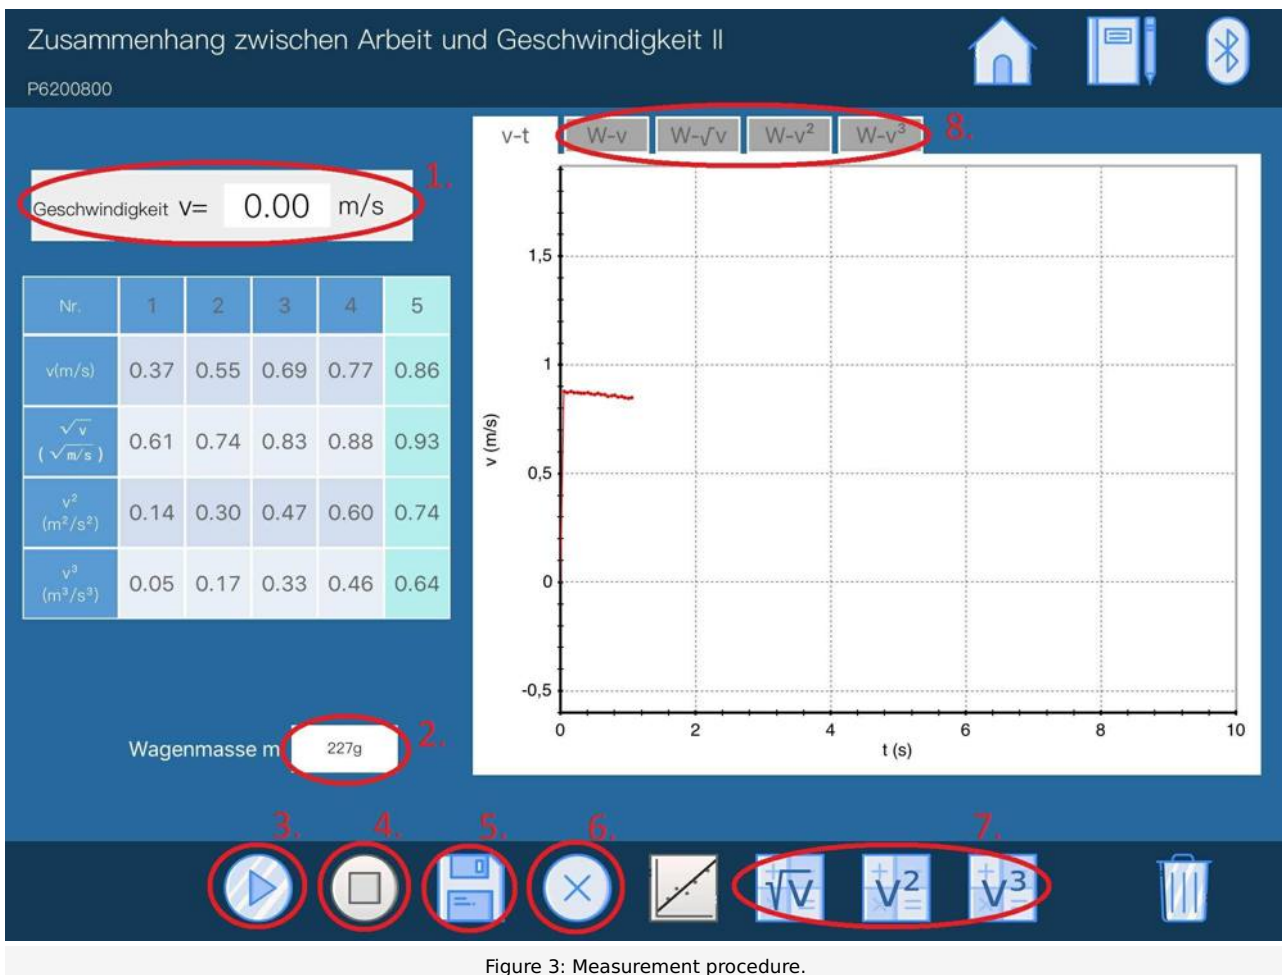 Zusammenhang zwischen Arbeit und Geschwindigkeit II
P6200800
v-t W-v W-√v W-v² W-v³ 8.
1.
Geschwindigkeit v= 0.00 m/s
Nr. 1 2 3 4 5
v(m/s) 0.37 0.55 0.69 0.77 0.86
√v
(√m/s) 0.61 0.74 0.83 0.88 0.93
v²
(m²/s²) 0.14 0.30 0.47 0.60 0.74
v³
(m³/s³) 0.05 0.17 0.33 0.46 0.64
Wagenmasse m 227g 2.
1,5
1
0,5
0
-0,5
v (m/s)
0 2 4 6 8 10
t (s)
3. 4. 5. 6. 7.
√v v² v³
Figure 3: Measurement procedure.